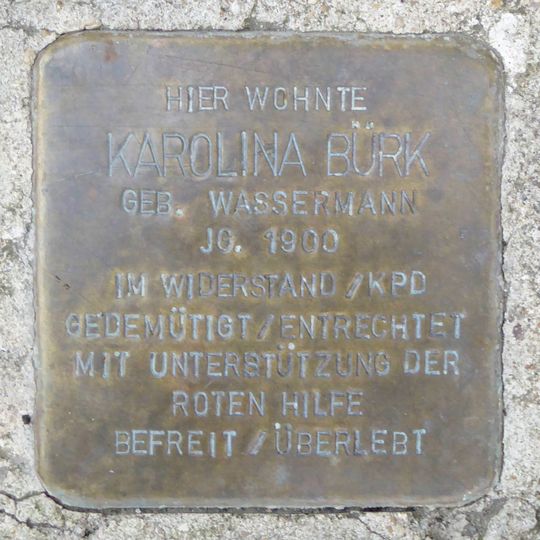 HIER WOHNTE
KAROLINA BÜRK
GEB. WASSERMANN
JG. 1900
IM WIDERSTAND / KPD
GEDEMÜTIGT / ENTRECHTET
MIT UNTERSTÜTZUNG DER
ROTEN HILFE
BEFREIT / ÜBERLEBT